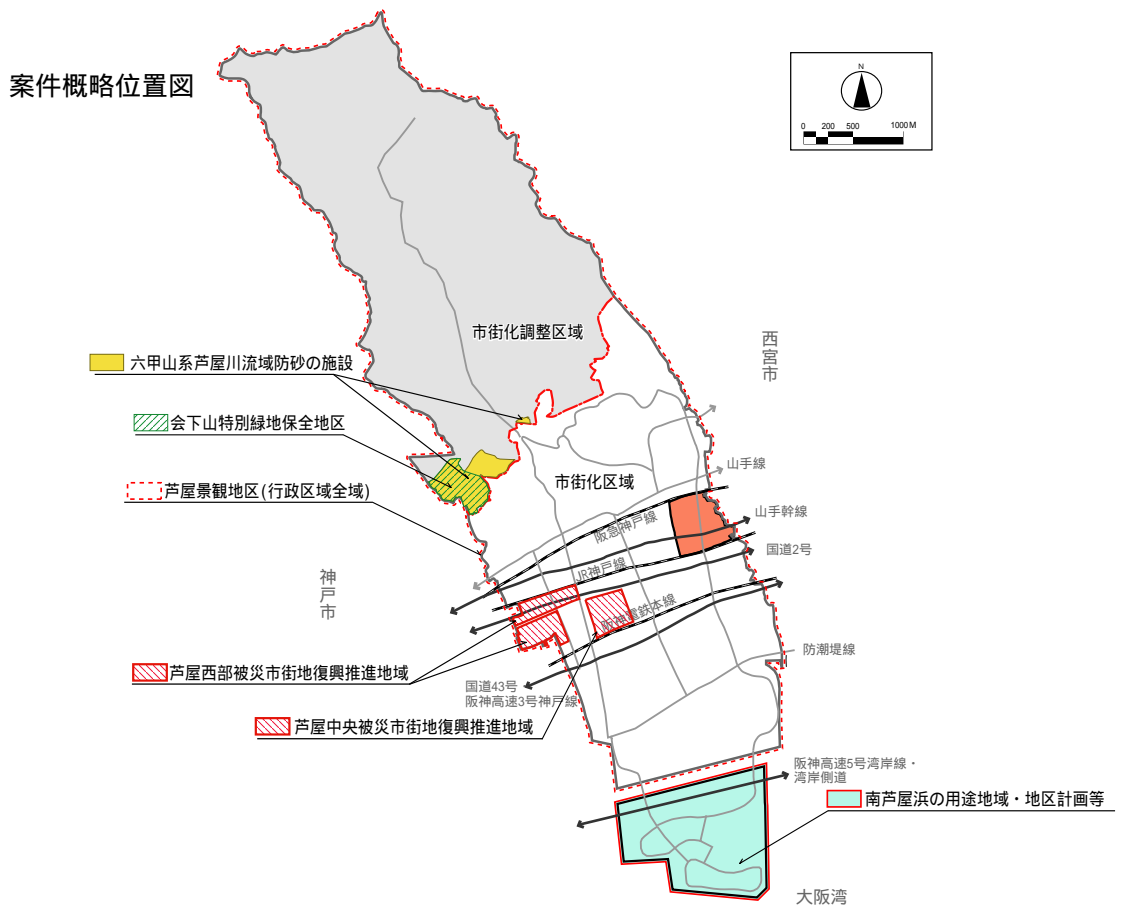 案件概略位置図
N
0 200 500 1000M
市街化調整区域
西宮市
六甲山系芦屋川流域防砂の施設
会下山特別緑地保全地区
市街化区域
山手線
芦屋景観地区(行政区域全域)
山手幹線
阪急神戸線
国道2号
JR神戸線
神戸市
阪神電鉄本線
防潮堤線
芦屋西部被災市街地復興推進地域
国道43号
阪神高速3号神戸線
芦屋中央被災市街地復興推進地域
阪神高速5号湾岸線・
湾岸側道
南芦屋浜の用途地域・地区計画等
大阪湾